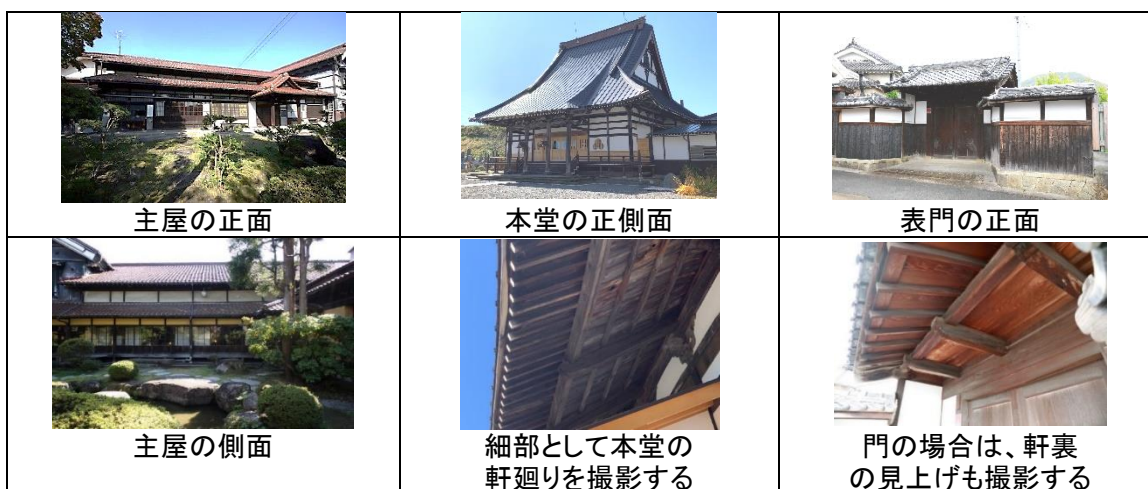 主屋の正面
本堂の正側面
表門の正面
主屋の側面
細部として本堂の
軒廻りを撮影する
門の場合は、軒裏
の見上げも撮影する